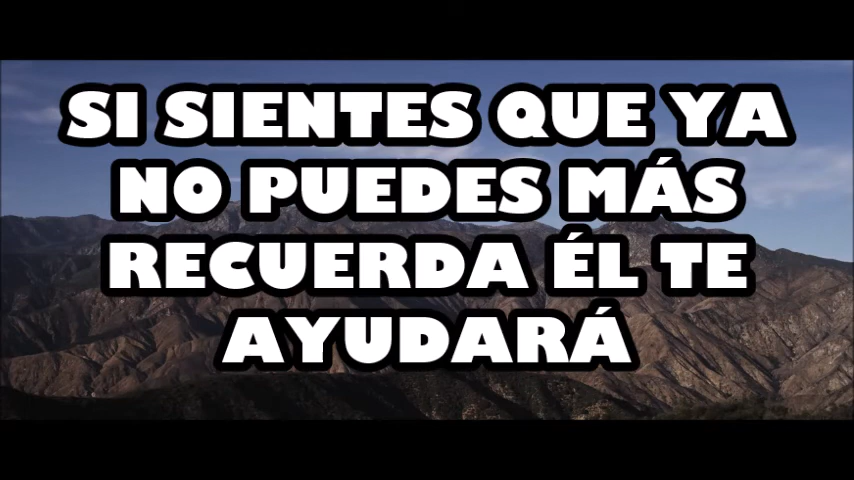 SI SIENTES QUE YA
NO PUEDES MÁS
RECUERDA ÉL TE
AYUDARÁ